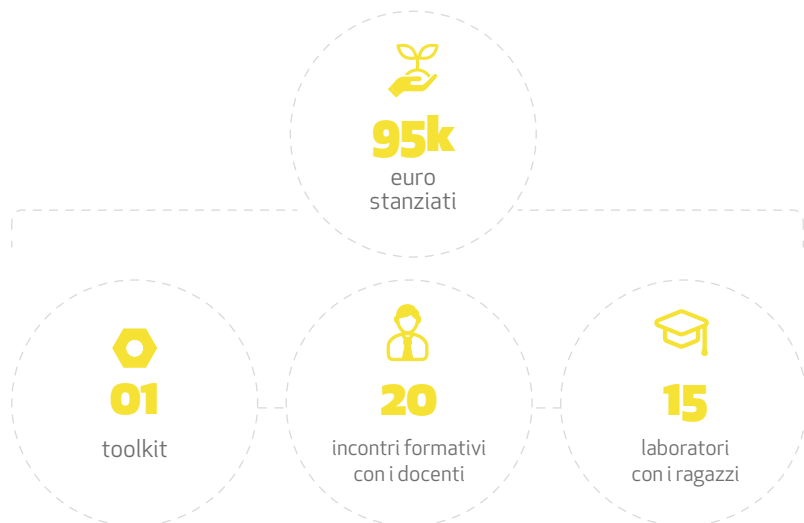 95k
euro
stanziati
01
toolkit
20
incontri formativi
con i docenti
15
laboratori
con i ragazzi